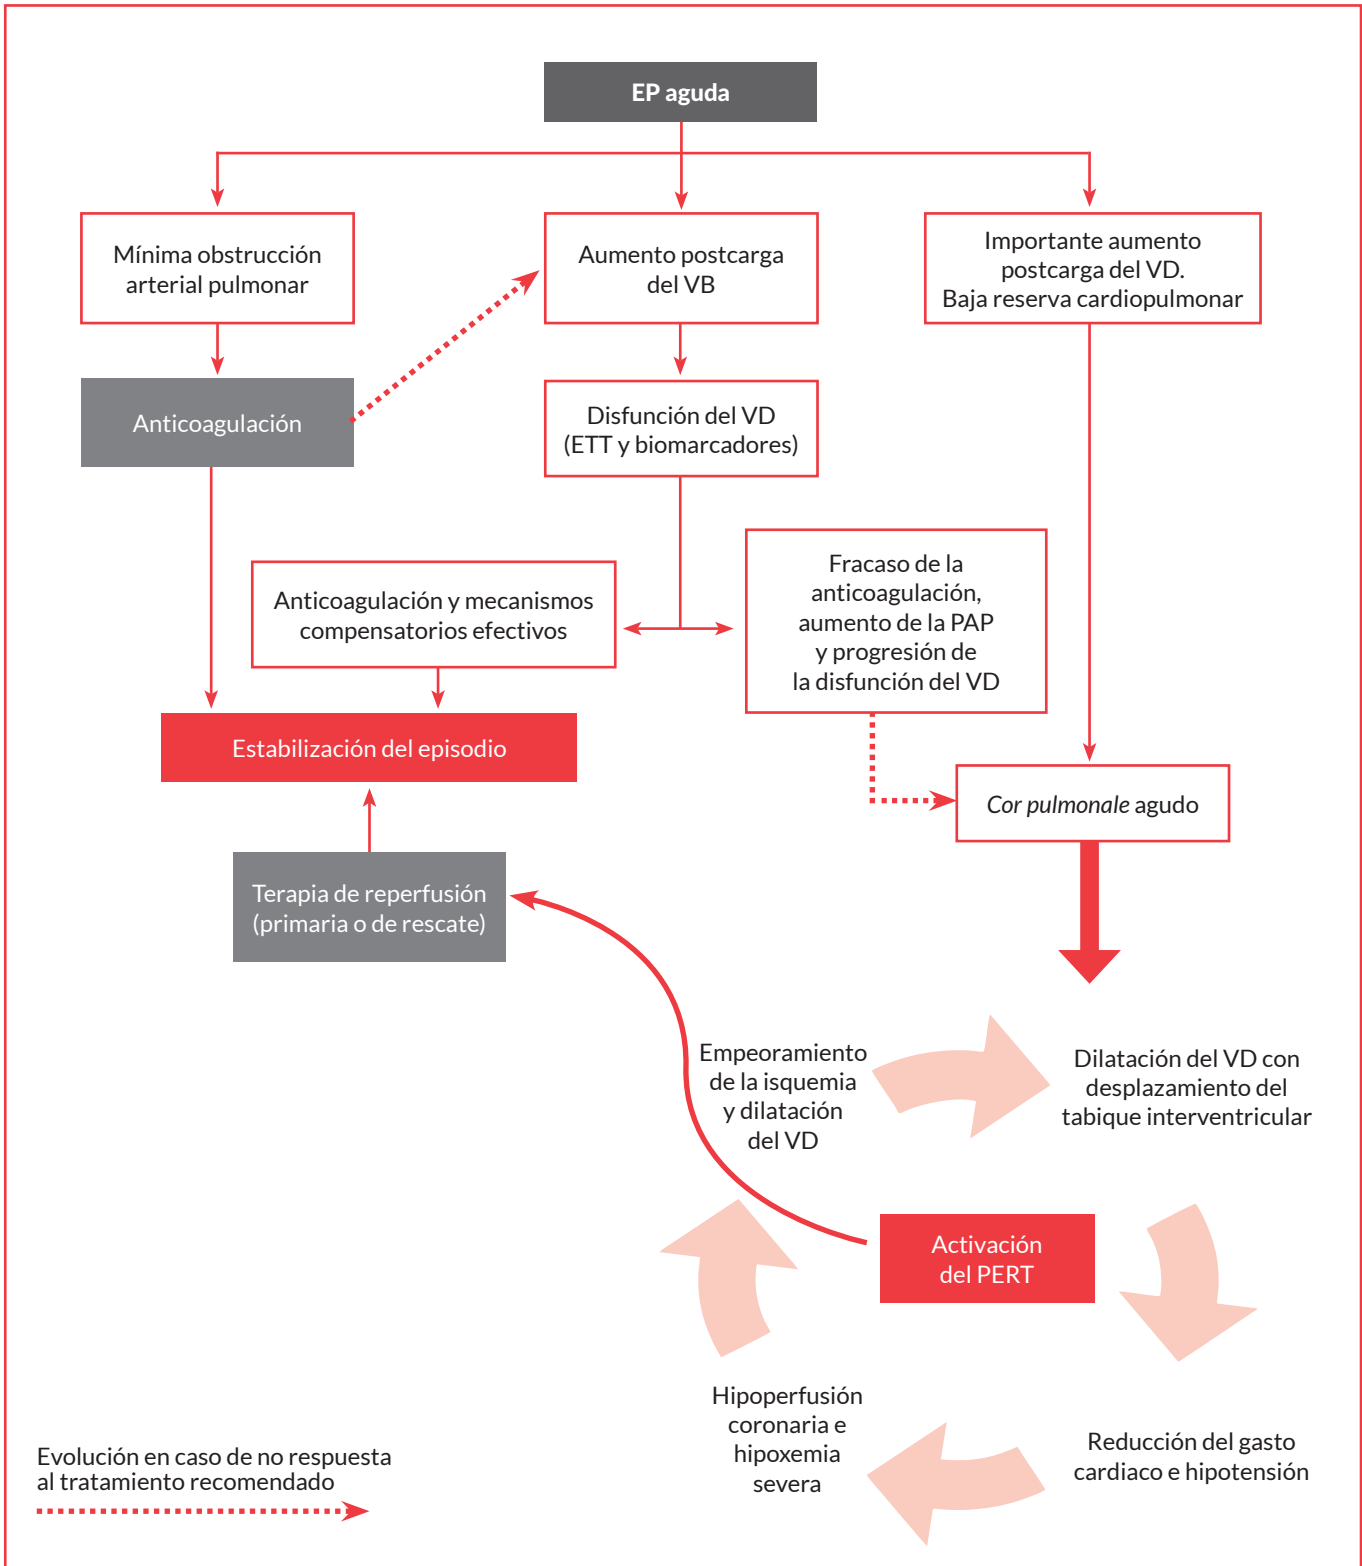 EP aguda
Mínima obstrucción
arterial pulmonar
Aumento postcarga
del VB
Importante aumento
postcarga del VD.
Baja reserva cardiopulmonar
Anticoagulación
Disfunción del VD
(ETT y biomarcadores)
Anticoagulación y mecanismos
compensatorios efectivos
Fracaso de la
anticoagulación,
aumento de la PAP
y progresión de
la disfunción del VD
Estabilización del episodio
Cor pulmonale agudo
Terapia de reperfusión
(primaria o de rescate)
Empeoramiento
de la isquemia
y dilatación
del VD
Dilatación del VD con
desplazamiento del
tabique interventricular
Activación
del PERT
Hipoperfusión
coronaria e
hipoxemia
severa
Reducción del gasto
cardiaco e hipotensión
Evolución en caso de no respuesta
al tratamiento recomendado